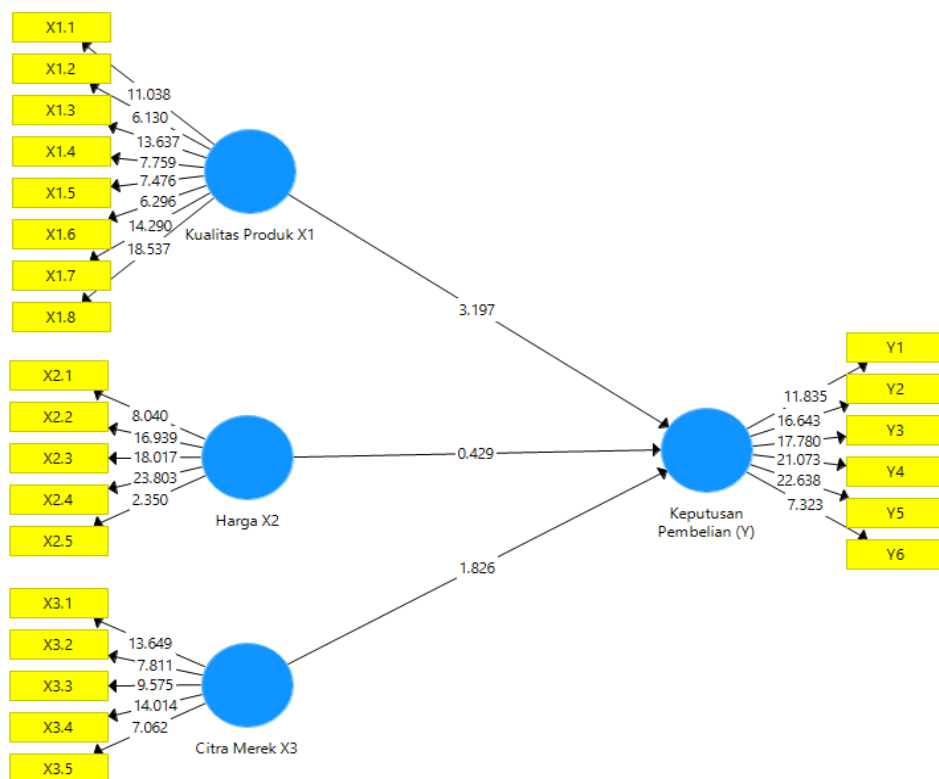 X1.1
X1.2
X1.3
X1.4
X1.5
X1.6
X1.7
X1.8
11.038
6.130
13.637
7.759
7.476
6.296
14.290
18.537
Kualitas Produk X1
3.197
X2.1
X2.2
X2.3
X2.4
X2.5
8.040
16.939
18.017
23.803
2.350
Harga X2
0.429
X3.1
X3.2
X3.3
X3.4
X3.5
13.649
7.811
9.575
14.014
7.062
Citra Merek X3
1.826
Keputusan
Pembelian (Y)
11.835
16.643
17.780
21.073
22.638
7.323
Y1
Y2
Y3
Y4
Y5
Y6